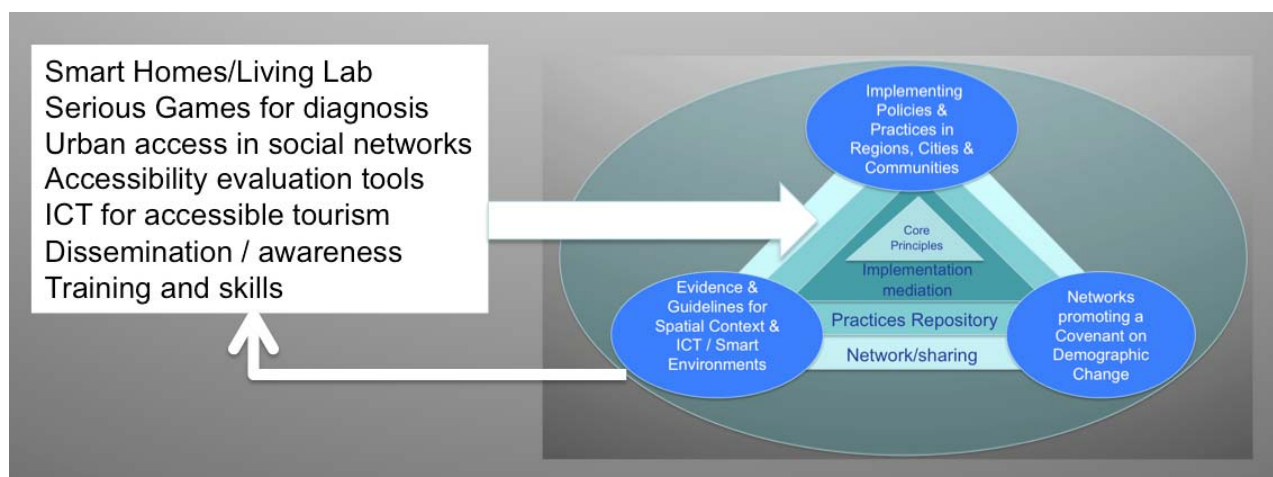 Smart Homes/Living Lab
Serious Games for diagnosis
Urban access in social networks
Accessibility evaluation tools
ICT for accessible tourism
Dissemination / awareness
Training and skills
Implementing
Policies &
Practices in
Regions, Cities &
Communities
Core
Principles
Implementation
mediation
Practices Repository
Network/sharing
Evidence &
Guidelines for
Spatial Context &
ICT / Smart
Environments
Networks
promoting a
Covenant on
Demographic
Change